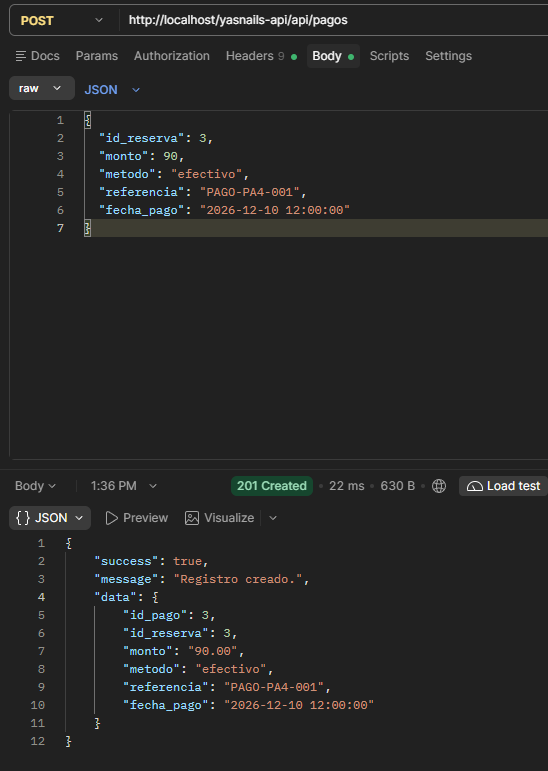 POST http://localhost/yasnails-api/api/pagos
Docs Params Authorization Headers 9 Body Scripts Settings
raw JSON
1 {
2 "id_reserva": 3,
3 "monto": 90,
4 "metodo": "efectivo",
5 "referencia": "PAGO-PA4-001",
6 "fecha_pago": "2026-12-10 12:00:00"
7 }
Body 1:36 PM 201 Created 22 ms 630 B Load test
{} JSON Preview Visualize
1 {
2 "success": true,
3 "message": "Registro creado.",
4 "data": {
5 "id_pago": 3,
6 "id_reserva": 3,
7 "monto": "90.00",
8 "metodo": "efectivo",
9 "referencia": "PAGO-PA4-001",
10 "fecha_pago": "2026-12-10 12:00:00"
11 }
12 }